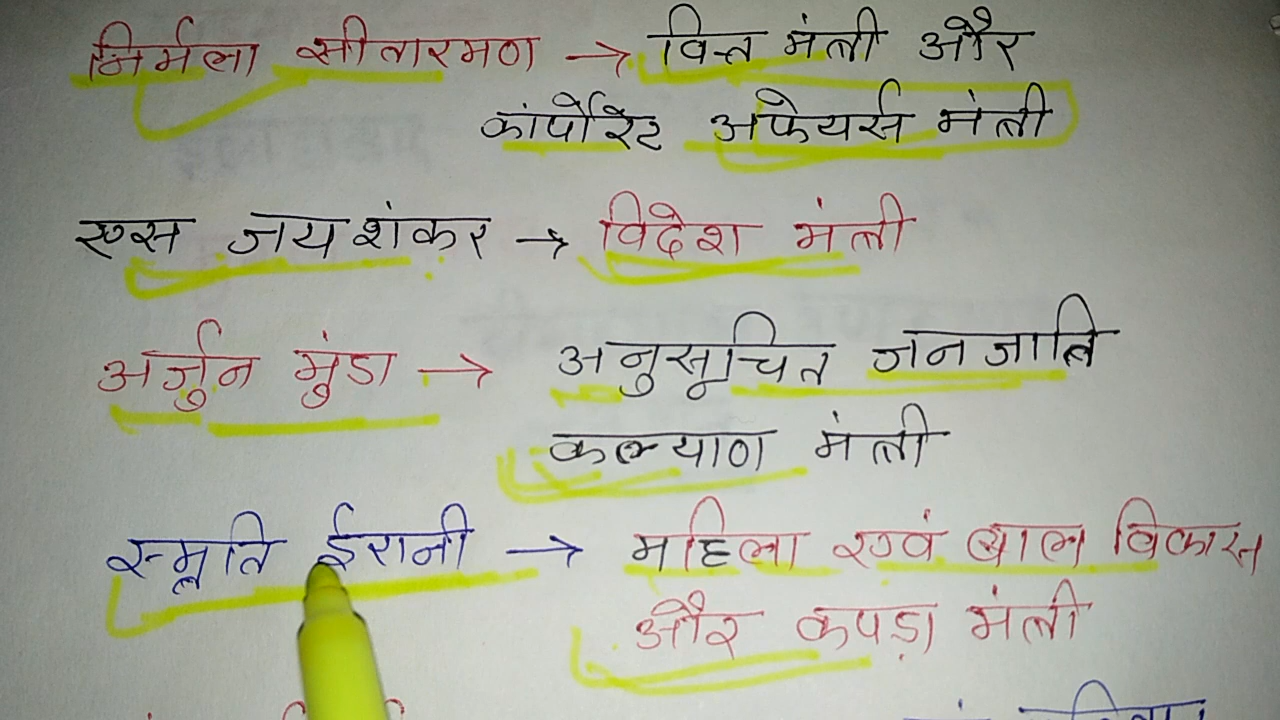 निर्मला सीतारमण → वित्त मंत्री और
कॉर्पोरेट अफेयर्स मंत्री
एस जयशंकर → विदेश मंत्री
अर्जुन मुंडा → अनुसूचित जनजाति
कल्याण मंत्री
स्मृति ईरानी → महिला एवं बाल विकास
और कपड़ा मंत्री